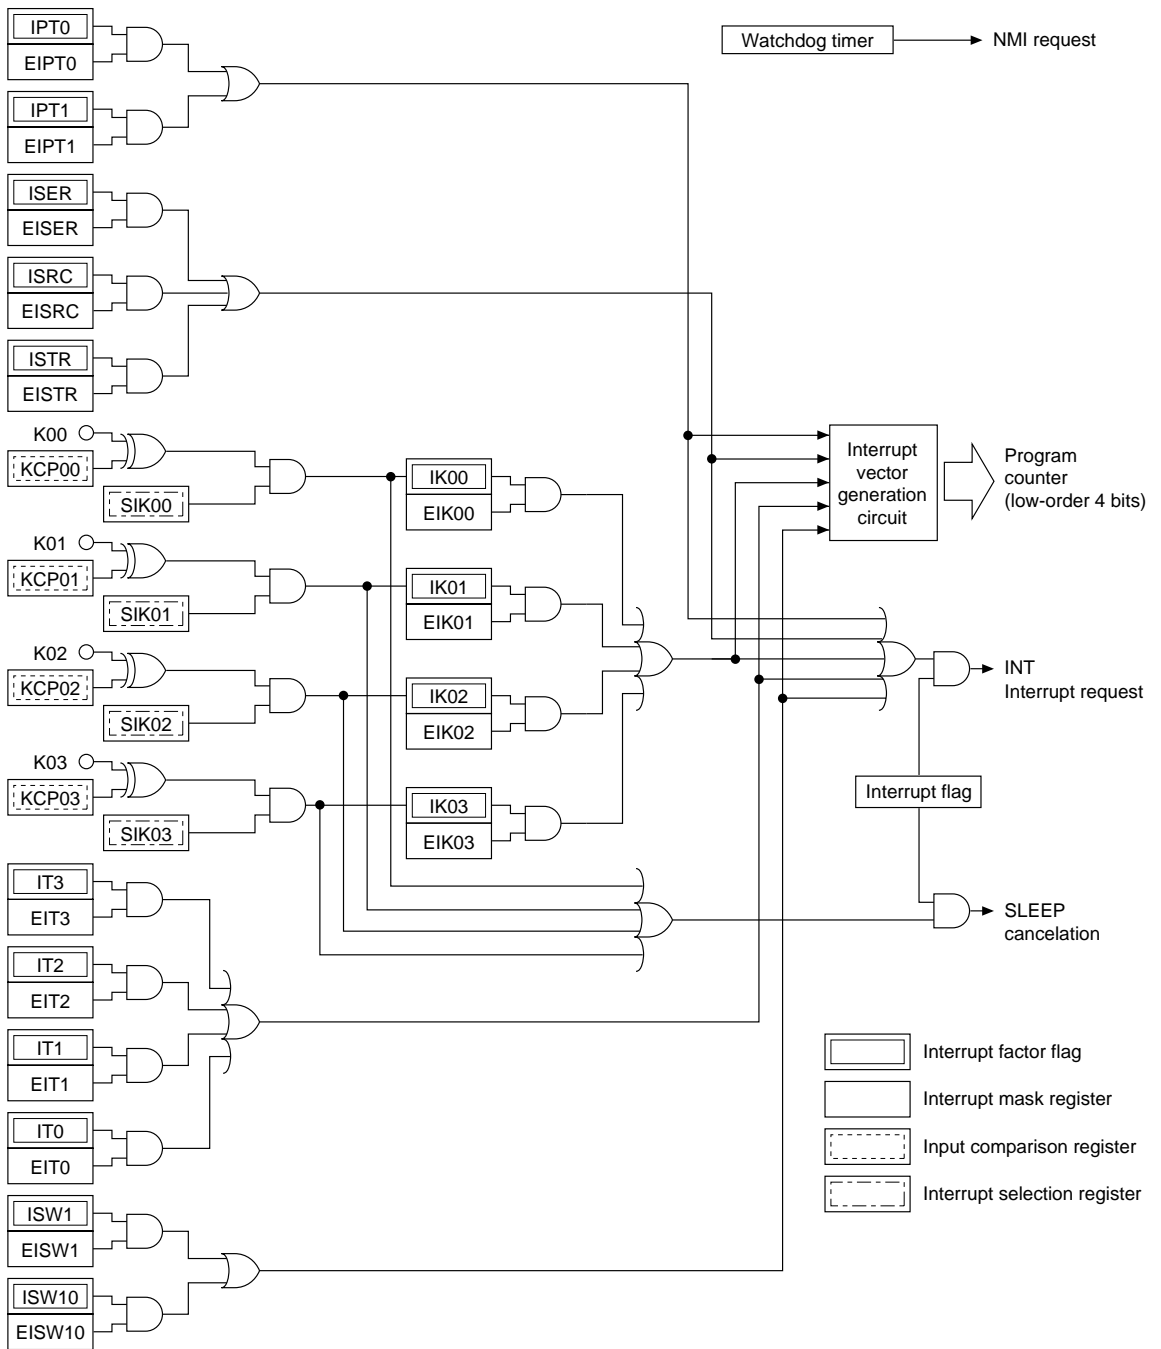 IPT0
EIPT0
Watchdog timer
NMI request
IPT1
EIPT1
ISER
EISER
ISRC
EISRC
ISTR
EISTR
K00
KCP00
SIK00
IK00
EIK00
Interrupt
vector
generation
circuit
Program
counter
(low-order 4 bits)
K01
KCP01
SIK01
IK01
EIK01
K02
KCP02
SIK02
IK02
EIK02
INT
Interrupt request
K03
KCP03
SIK03
IK03
EIK03
Interrupt flag
IT3
EIT3
SLEEP
cancelation
IT2
EIT2
IT1
EIT1
IT0
EIT0
ISW1
EISW1
ISW10
EISW10
Interrupt factor flag
Interrupt mask register
Input comparison register
Interrupt selection register